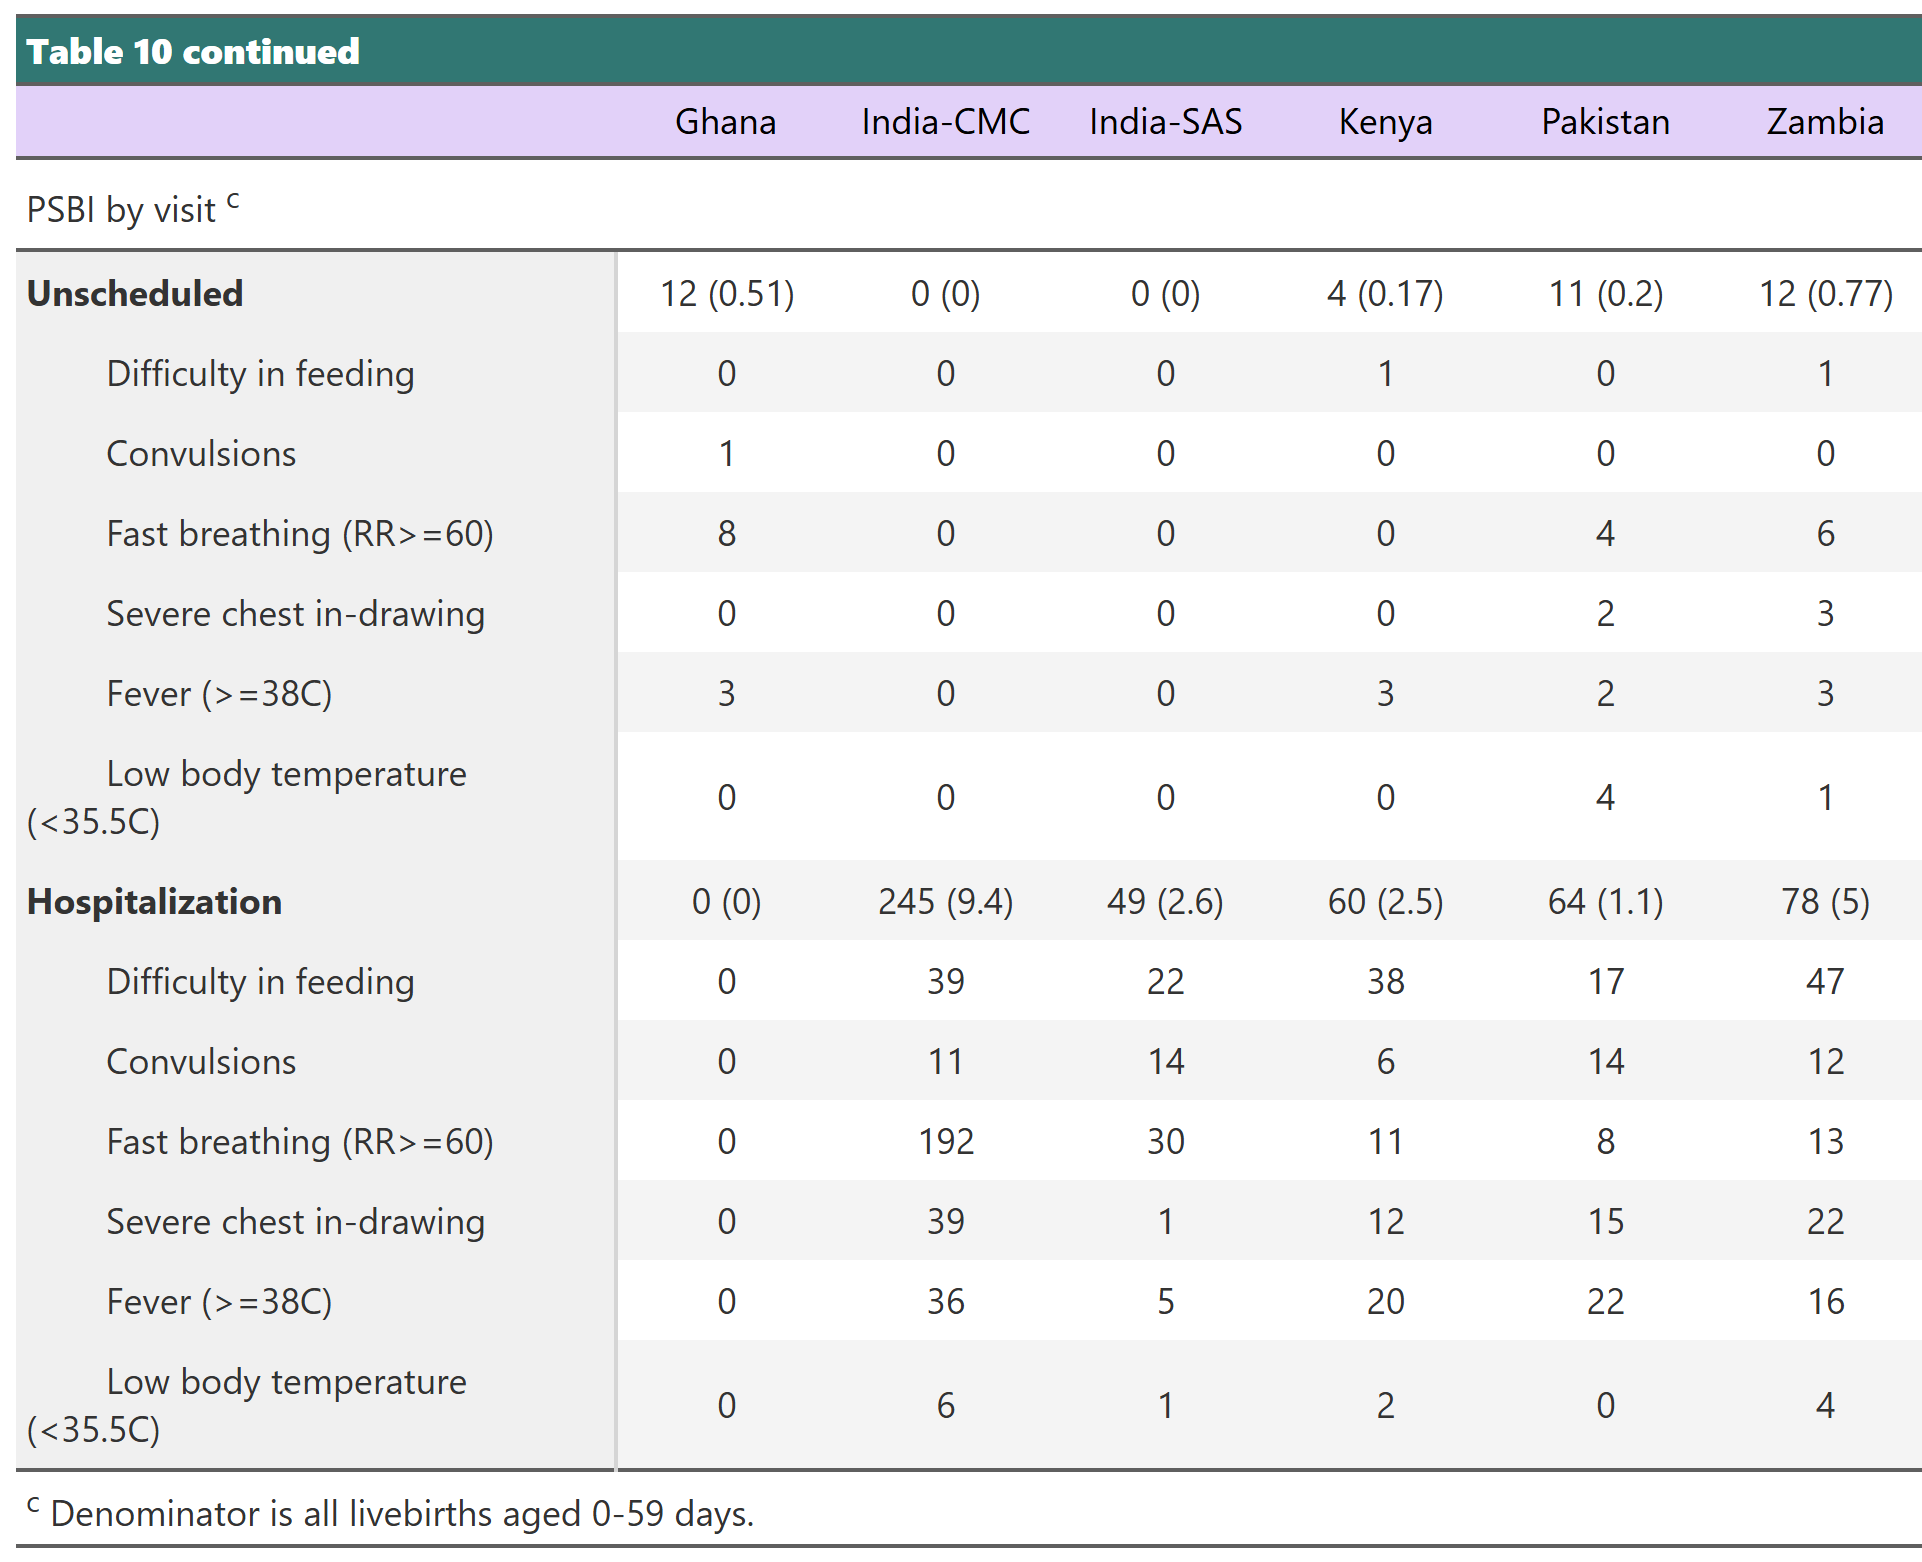 Table 10 continued
Ghana India-CMC India-SAS Kenya Pakistan Zambia
PSBI by visit c
Unscheduled 12 (0.51) 0 (0) 0 (0) 4 (0.17) 11 (0.2) 12 (0.77)
Difficulty in feeding 0 0 0 1 0 1
Convulsions 1 0 0 0 0 0
Fast breathing (RR>=60) 8 0 0 0 4 6
Severe chest in-drawing 0 0 0 0 2 3
Fever (>=38C) 3 0 0 3 2 3
Low body temperature
(<35.5C) 0 0 0 0 4 1
Hospitalization 0 (0) 245 (9.4) 49 (2.6) 60 (2.5) 64 (1.1) 78 (5)
Difficulty in feeding 0 39 22 38 17 47
Convulsions 0 11 14 6 14 12
Fast breathing (RR>=60) 0 192 30 11 8 13
Severe chest in-drawing 0 39 1 12 15 22
Fever (>=38C) 0 36 5 20 22 16
Low body temperature
(<35.5C) 0 6 1 2 0 4
c Denominator is all livebirths aged 0-59 days.